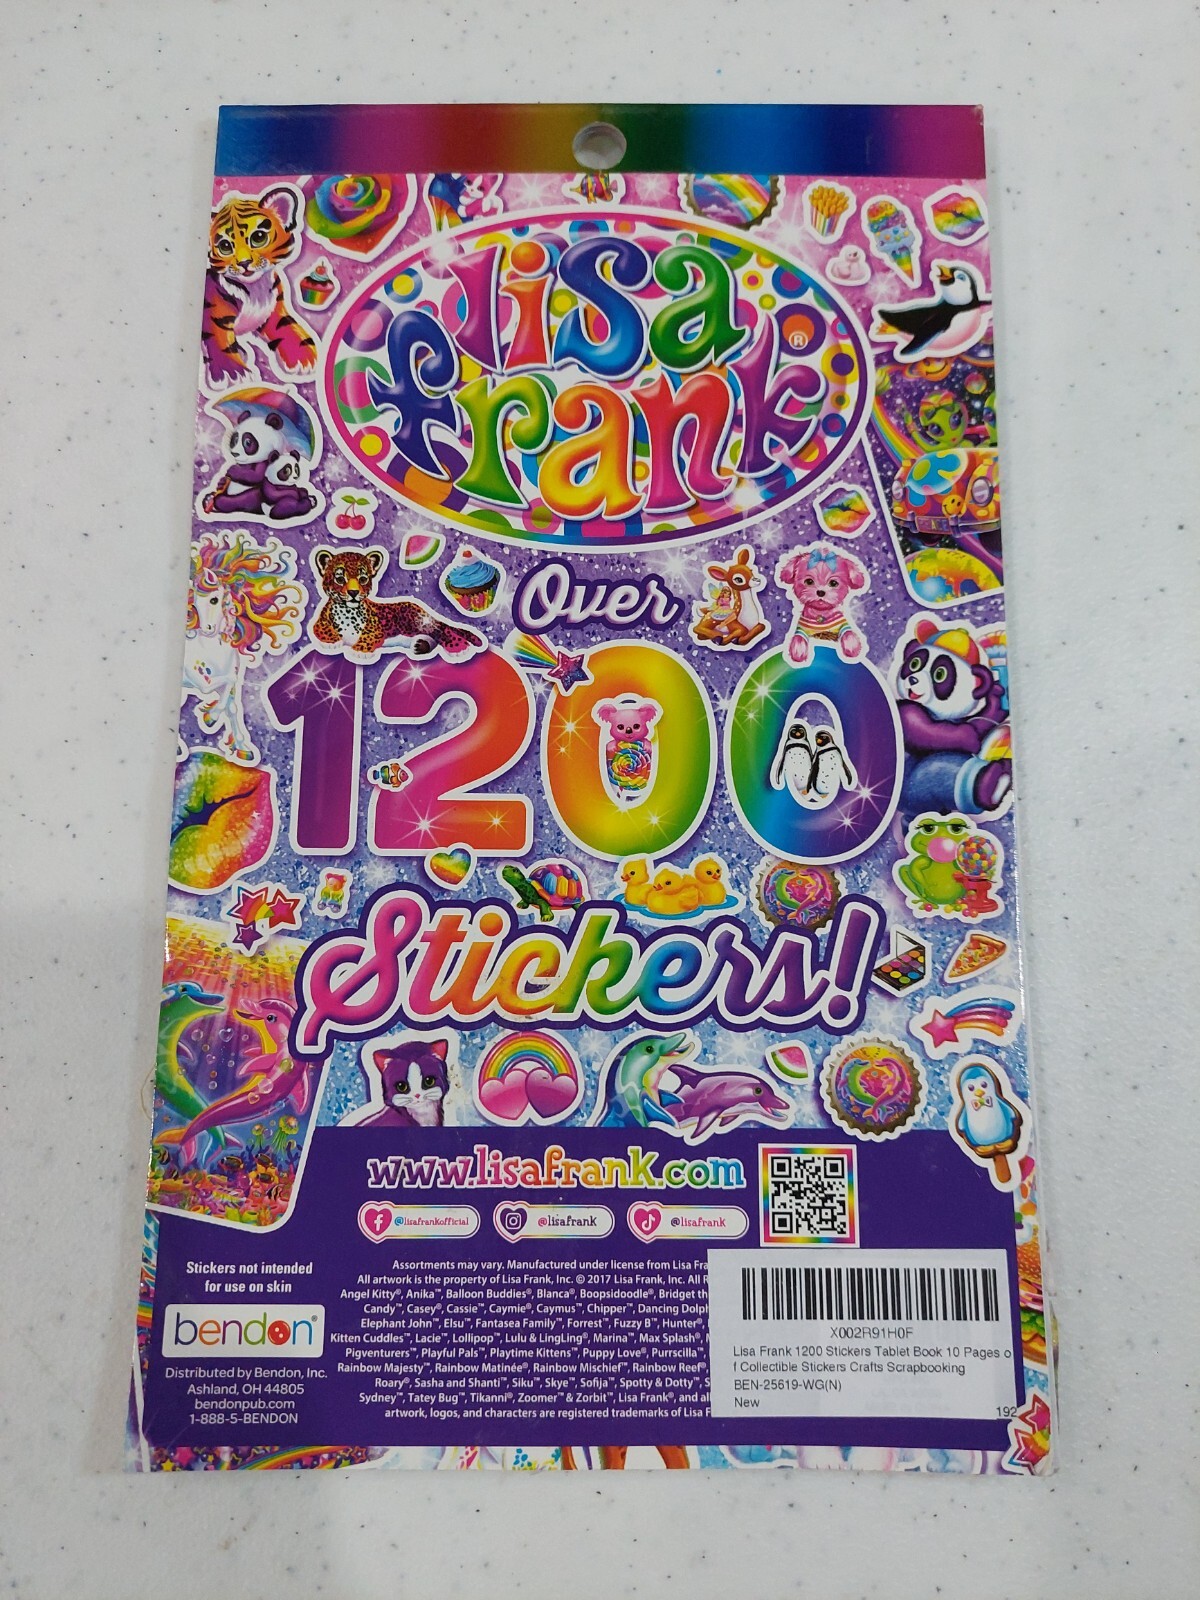 lisa
frank®
Over
1200
Stickers!
www.lisafrank.com
@lisafrankofficial
@lisafrank
@lisafrank
Stickers not intended
for use on skin
bendon®
Distributed by Bendon, Inc.
Ashland, OH 44805
bendonpub.com
1-888-5-BENDON
Assortments may vary. Manufactured under license from Lisa
All artwork is the property of Lisa Frank, Inc. © 2017 Lisa Frank, Inc. All
Angel Kitty®, Anika™, Balloon Buddies®, Blanca®, Boopsidoodle®, Bridget
Candy™, Casey®, Cassie™, Caymie®, Caymus™, Chipper™, Dancing
Elephant John™, Elsu™, Fantasea Family™, Forrest™, Fuzzy B™, Hunter®,
Kitten Cuddles™, Lacie™, Lollipop™, Lulu & LingLing®, Marina™, Max Splash®,
Pigventurers™, Playful Pals™, Playtime Kittens™, Puppy Love®, Purrscilla™
Rainbow Majesty™, Rainbow Matinée®, Rainbow Mischief™, Rainbow Reef®,
Roary®, Sasha and Shanti™, Siku™, Skye™, Sofija™, Spotty & Dotty™,
Sydney™, Tatey Bug™, Tikanni®, Zoomer™ & Zorbit™, Lisa Frank®, and
artwork, logos, and characters are registered trademarks of Lisa
X002R91H0F
Lisa Frank 1200 Stickers Tablet Book 10 Pages o
f Collectible Stickers Crafts Scrapbooking
BEN-25619-WG(N)
New
192